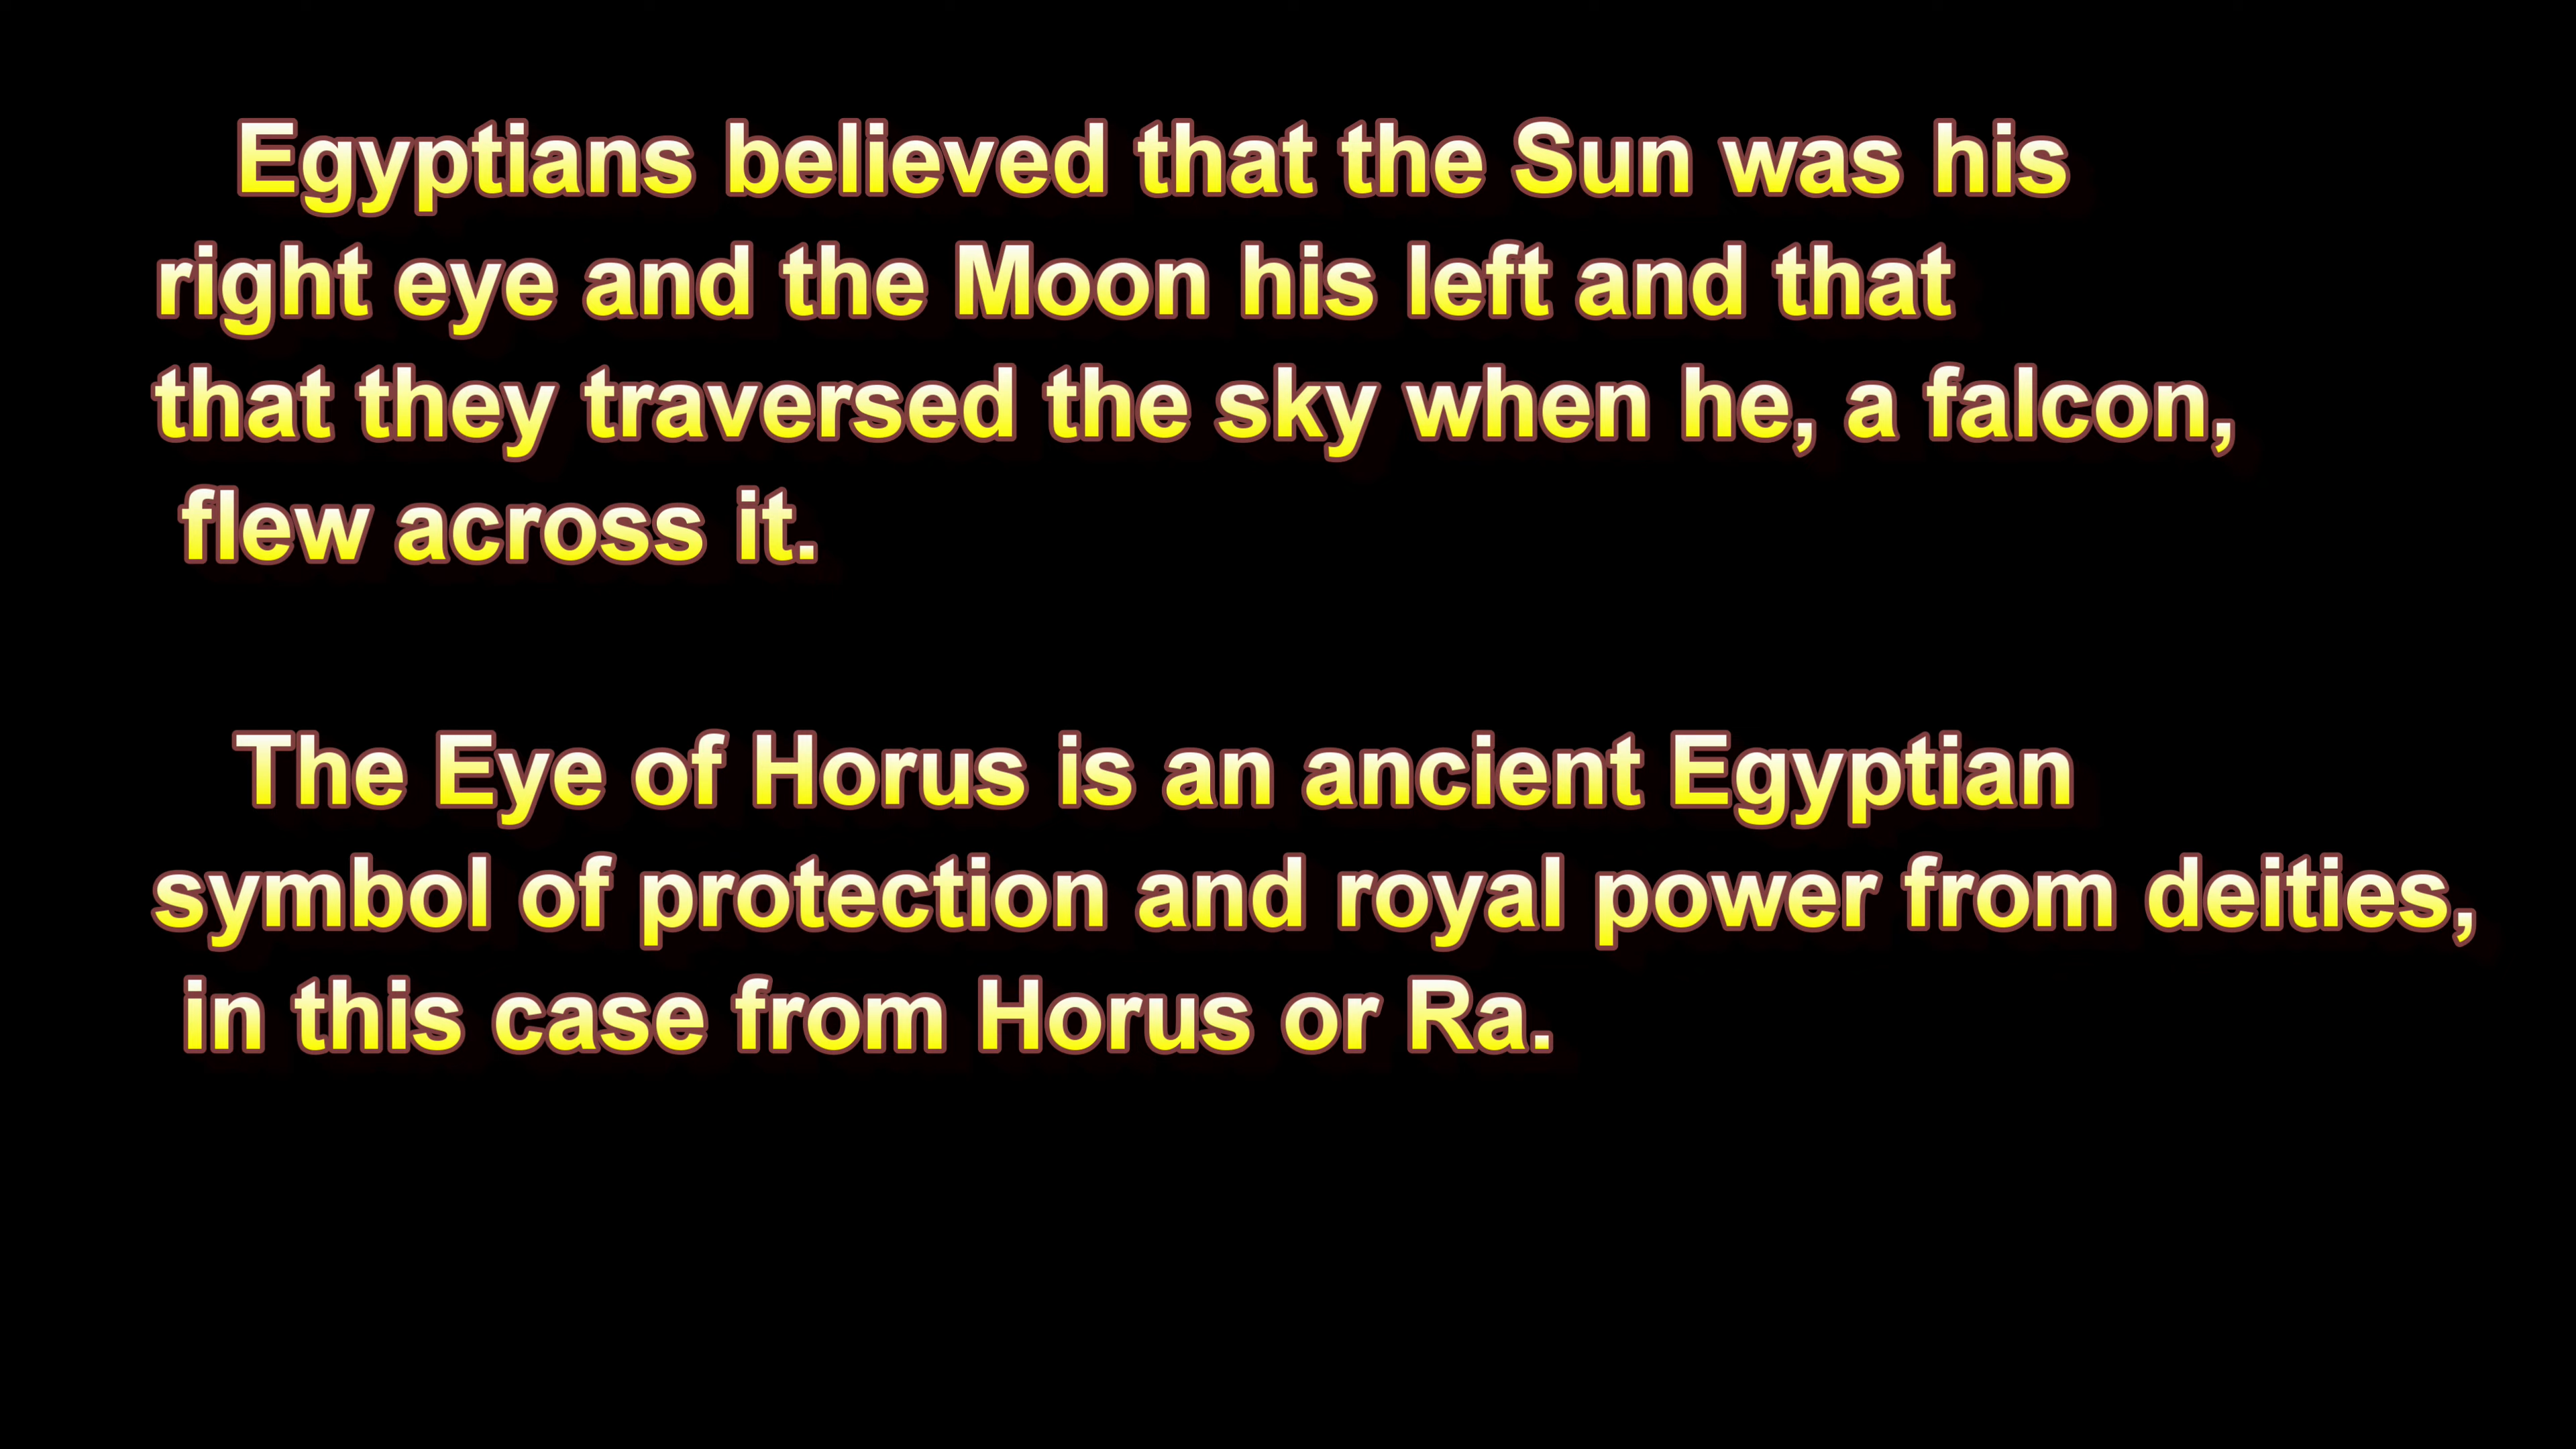 Egyptians believed that the Sun was his
right eye and the Moon his left and that
that they traversed the sky when he, a falcon,
flew across it.
The Eye of Horus is an ancient Egyptian
symbol of protection and royal power from deities,
in this case from Horus or Ra.